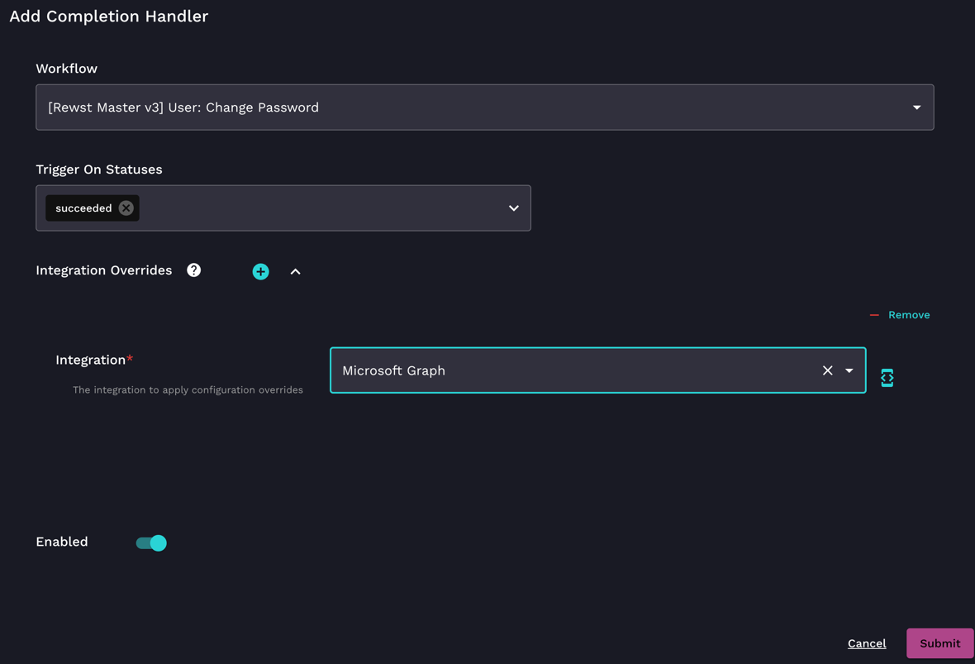 Add Completion Handler
Workflow
[Rewst Master v3] User: Change Password
Trigger On Statuses
succeeded
Integration Overrides ?
Remove
Integration*
Microsoft Graph
The integration to apply configuration overrides
Enabled
Cancel
Submit